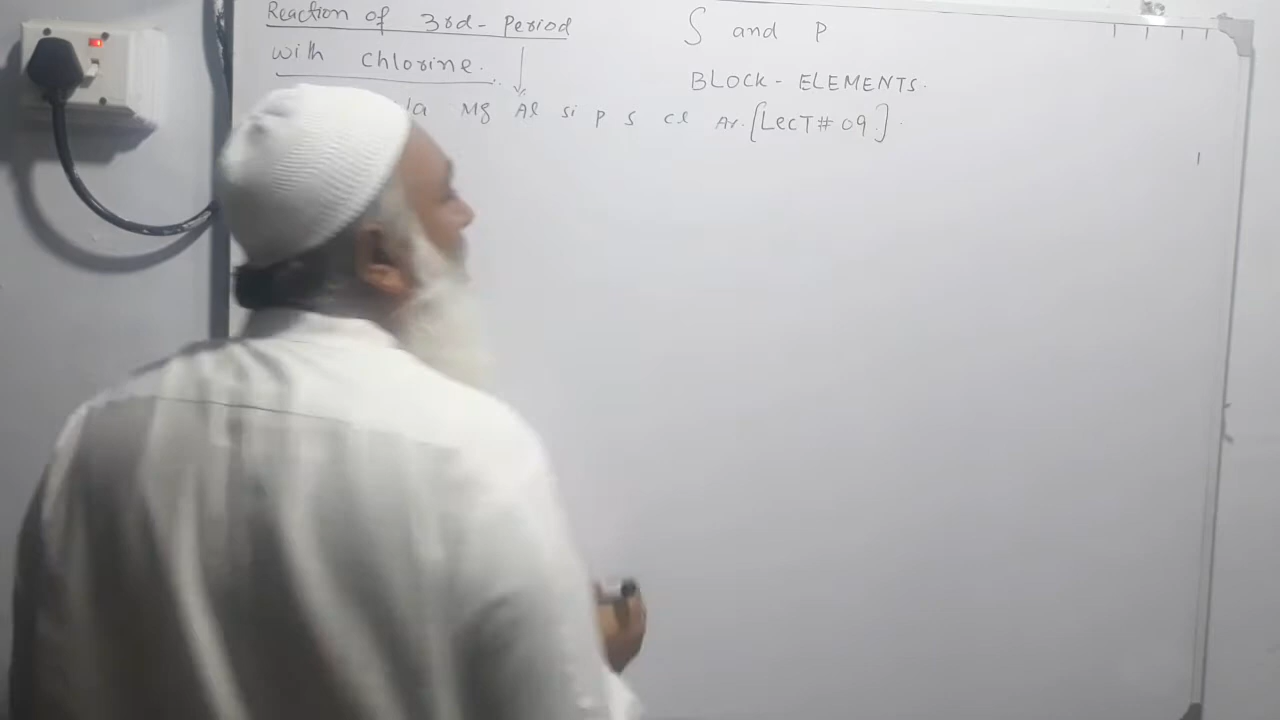 Reaction of 3rd-Period
with Chlorine.
Mg Al Si P S Cl Ar.
S and P
BLOCK-ELEMENTS.
[LecT# 09.]